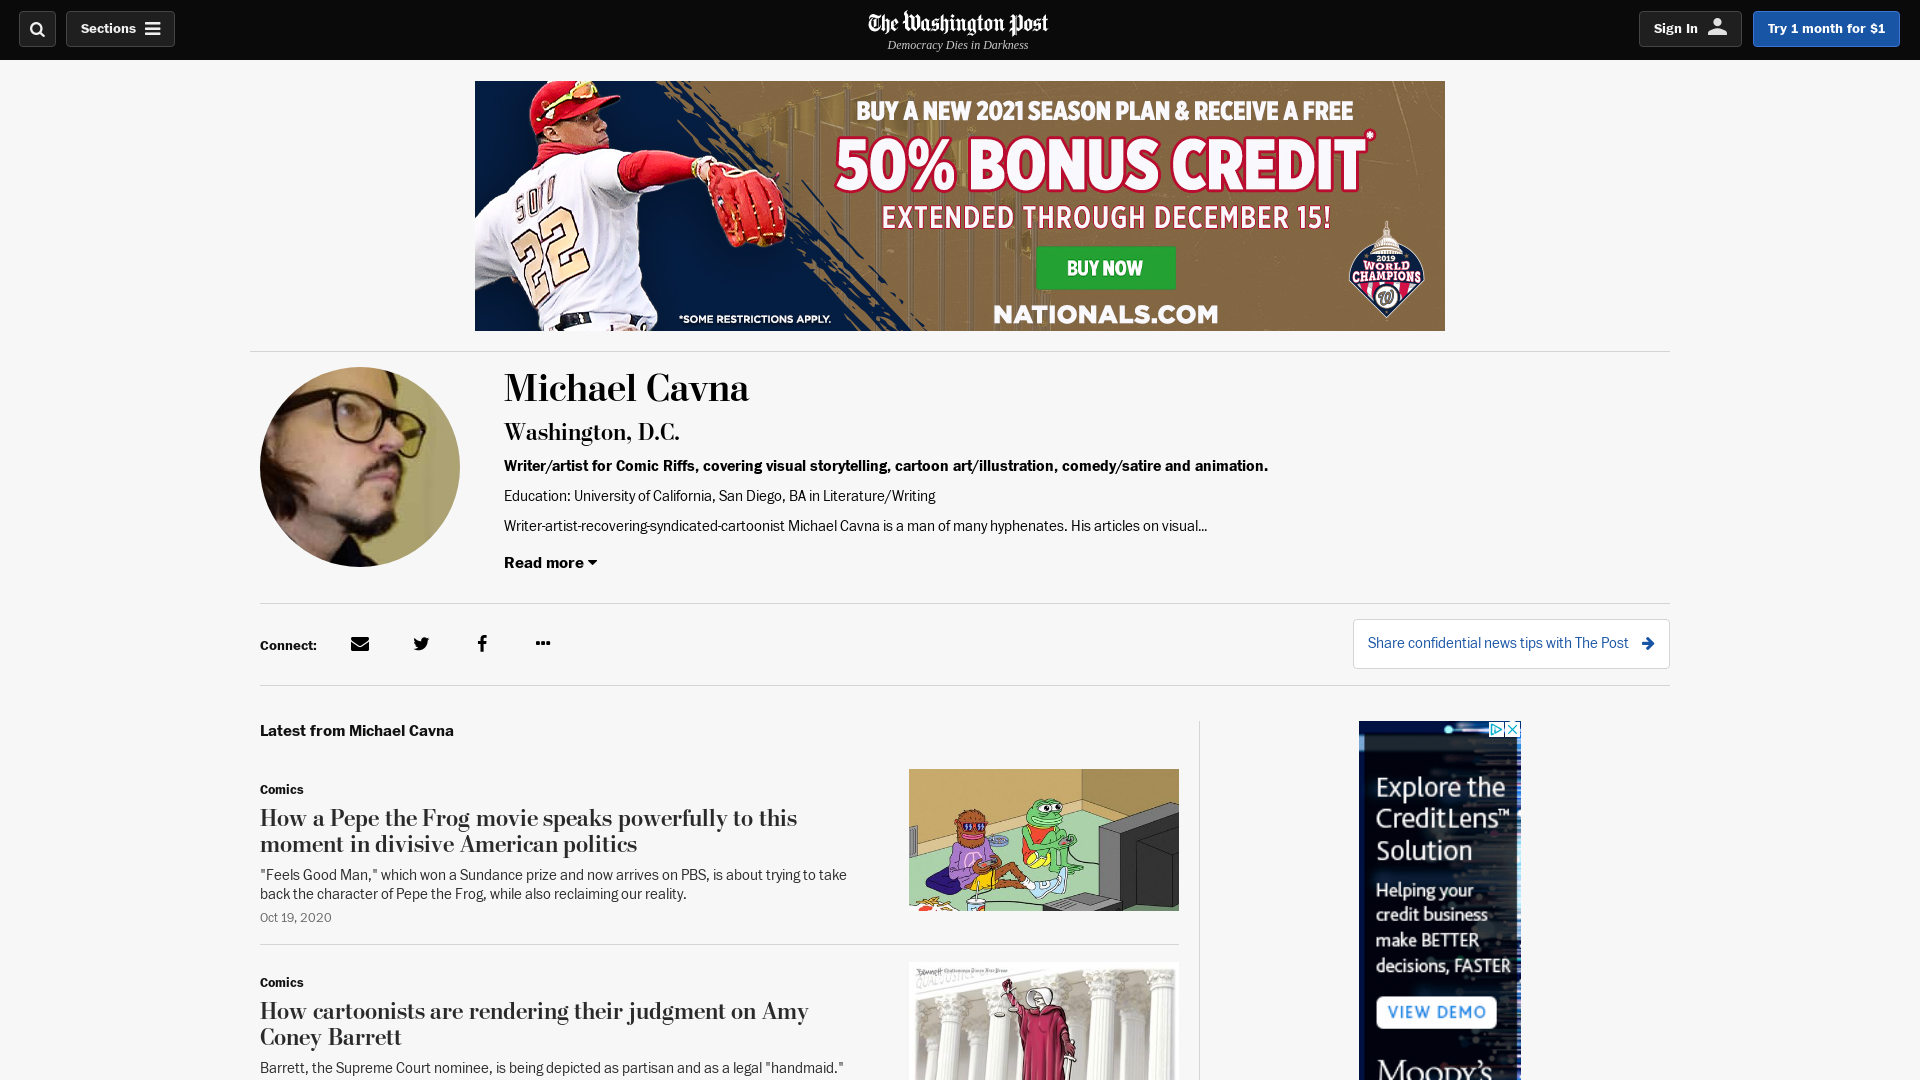 Sections
The Washington Post
Democracy Dies in Darkness
Sign In
Try 1 month for $1
BUY A NEW 2021 SEASON PLAN & RECEIVE A FREE
50% BONUS CREDIT*
EXTENDED THROUGH DECEMBER 15!
BUY NOW
NATIONALS.COM
*SOME RESTRICTIONS APPLY.
22
2019
WORLD
CHAMPIONS
W
Michael Cavna
Washington, D.C.
Writer/artist for Comic Riffs, covering visual storytelling, cartoon art/illustration, comedy/satire and animation.
Education: University of California, San Diego, BA in Literature/Writing
Writer-artist-recovering-syndicated-cartoonist Michael Cavna is a man of many hyphenates. His articles on visual...
Read more
Connect:
Share confidential news tips with The Post
Latest from Michael Cavna
Comics
How a Pepe the Frog movie speaks powerfully to this
moment in divisive American politics
"Feels Good Man," which won a Sundance prize and now arrives on PBS, is about trying to take
back the character of Pepe the Frog, while also reclaiming our reality.
Oct 19, 2020
Comics
How cartoonists are rendering their judgment on Amy
Coney Barrett
Barrett, the Supreme Court nominee, is being depicted as partisan and as a legal "handmaid."
Explore the
CreditLens™
Solution
Helping your
credit business
make BETTER
decisions, FASTER
VIEW DEMO
Moody's